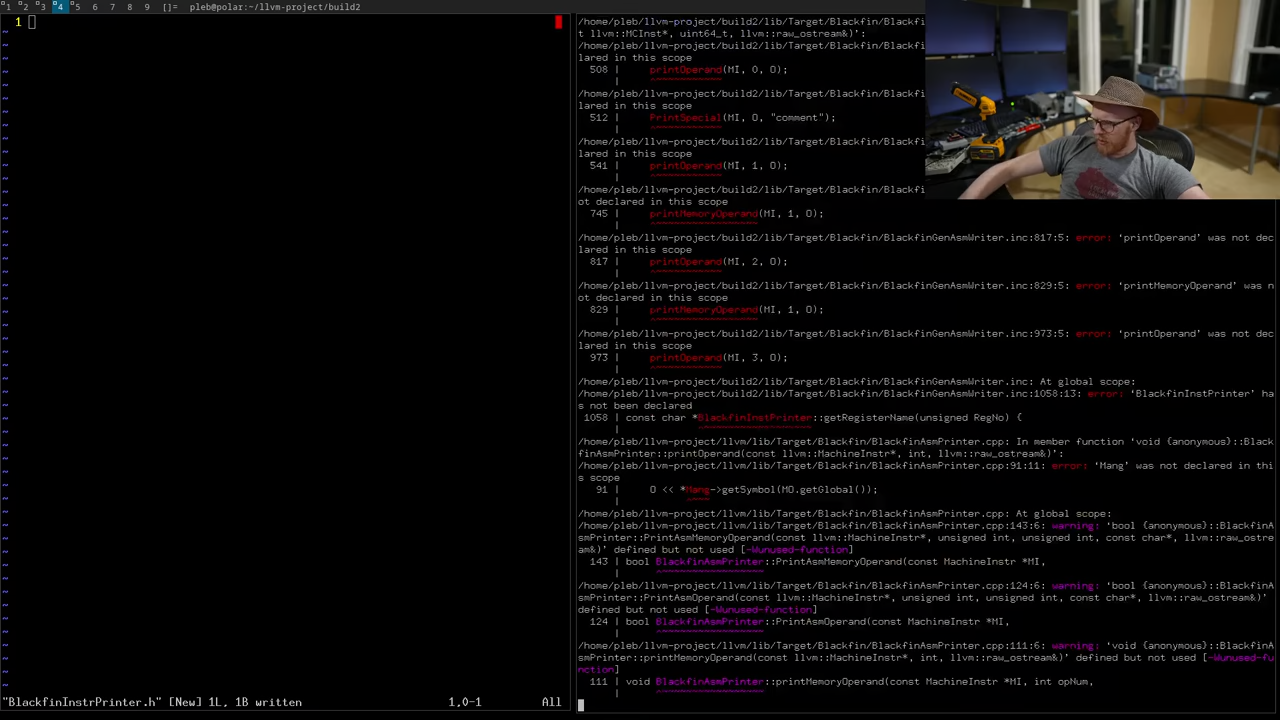 1 2 3 4 5 6 7 8 9 []= pleb@polar:~/llvm-project/build2
1
~
"BlackfinInstrPrinter.h" [New] 1L, 1B written 1,0-1 All
/home/pleb/llvm-project/build2/lib/Target/Blackfin/BlackfinGenAsmWriter.inc
t llvm::MCInst*, uint64_t, llvm::raw_ostream&)':
/home/pleb/llvm-project/build2/lib/Target/Blackfin/
lared in this scope
508 | printOperand(MI, 0, O);
|
/home/pleb/llvm-project/build2/lib/Target/Blackfin/
lared in this scope
512 | PrintSpecial(MI, 0, "comment");
|
/home/pleb/llvm-project/build2/lib/Target/Blackfin/
lared in this scope
541 | printOperand(MI, 1, O);
|
/home/pleb/llvm-project/build2/lib/Target/Blackfin/
ot declared in this scope
745 | printMemoryOperand(MI, 1, O);
|
/home/pleb/llvm-project/build2/lib/Target/Blackfin/BlackfinGenAsmWriter.inc:817:5: error: 'printOperand' was not dec
lared in this scope
817 | printOperand(MI, 2, O);
|
/home/pleb/llvm-project/build2/lib/Target/Blackfin/BlackfinGenAsmWriter.inc:829:5: error: 'printMemoryOperand' was n
ot declared in this scope
829 | printMemoryOperand(MI, 1, O);
|
/home/pleb/llvm-project/build2/lib/Target/Blackfin/BlackfinGenAsmWriter.inc:973:5: error: 'printOperand' was not dec
lared in this scope
973 | printOperand(MI, 3, O);
|
/home/pleb/llvm-project/build2/lib/Target/Blackfin/BlackfinGenAsmWriter.inc: At global scope:
/home/pleb/llvm-project/build2/lib/Target/Blackfin/BlackfinGenAsmWriter.inc:1058:13: error: 'BlackfinInstPrinter' ha
s not been declared
1058 | const char *BlackfinInstPrinter::getRegisterName(unsigned RegNo) {
|
/home/pleb/llvm-project/llvm/lib/Target/Blackfin/BlackfinAsmPrinter.cpp: In member function 'void {anonymous}::Black
finAsmPrinter::printOperand(const llvm::MachineInstr*, int, llvm::raw_ostream&)':
/home/pleb/llvm-project/llvm/lib/Target/Blackfin/BlackfinAsmPrinter.cpp:91:11: error: 'Mang' was not declared in thi
s scope
91 | O << *Mang->getSymbol(MO.getGlobal());
|
/home/pleb/llvm-project/llvm/lib/Target/Blackfin/BlackfinAsmPrinter.cpp: At global scope:
/home/pleb/llvm-project/llvm/lib/Target/Blackfin/BlackfinAsmPrinter.cpp:143:6: warning: 'bool {anonymous}::BlackfinA
smPrinter::PrintAsmMemoryOperand(const llvm::MachineInstr*, unsigned int, unsigned int, const char*, llvm::raw_ostre
am&)' defined but not used [-Wunused-function]
143 | bool BlackfinAsmPrinter::PrintAsmMemoryOperand(const MachineInstr *MI,
|
/home/pleb/llvm-project/llvm/lib/Target/Blackfin/BlackfinAsmPrinter.cpp:124:6: warning: 'bool {anonymous}::BlackfinA
smPrinter::PrintAsmOperand(const llvm::MachineInstr*, unsigned int, const char*, llvm::raw_ostream&)'
defined but not used [-Wunused-function]
124 | bool BlackfinAsmPrinter::PrintAsmOperand(const MachineInstr *MI,
|
/home/pleb/llvm-project/llvm/lib/Target/Blackfin/BlackfinAsmPrinter.cpp:111:6: warning: 'void {anonymous}::BlackfinA
smPrinter::printMemoryOperand(const llvm::MachineInstr*, int, llvm::raw_ostream&)' defined but not used [-Wunused-fu
nction]
111 | void BlackfinAsmPrinter::printMemoryOperand(const MachineInstr *MI, int opNum,
|